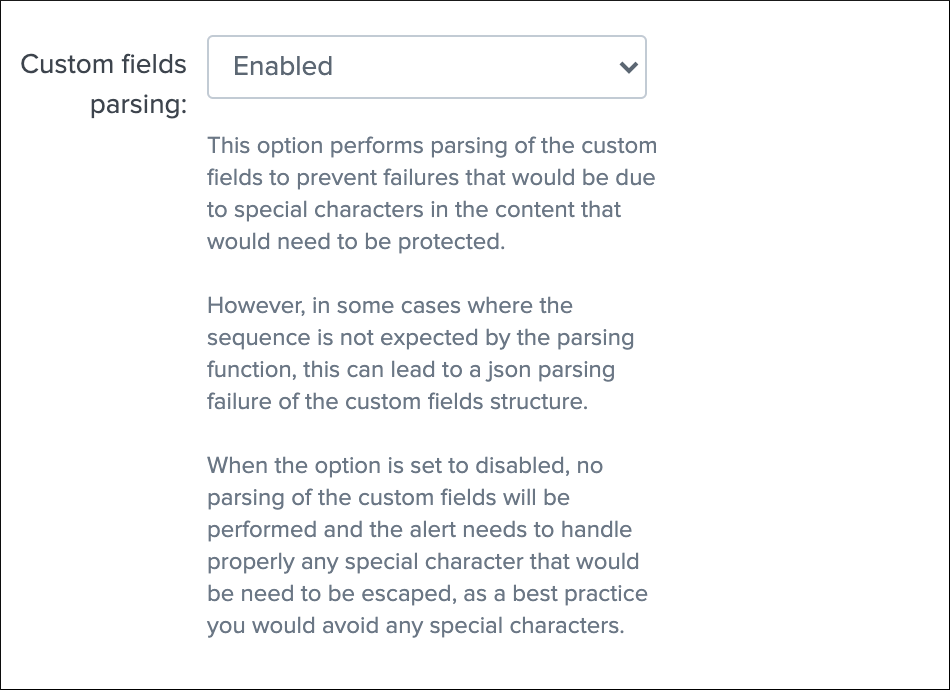 Custom fields
parsing:
Enabled
This option performs parsing of the custom
fields to prevent failures that would be due
to special characters in the content that
would need to be protected.
However, in some cases where the
sequence is not expected by the parsing
function, this can lead to a json parsing
failure of the custom fields structure.
When the option is set to disabled, no
parsing of the custom fields will be
performed and the alert needs to handle
properly any special character that would
be need to be escaped, as a best practice
you would avoid any special characters.